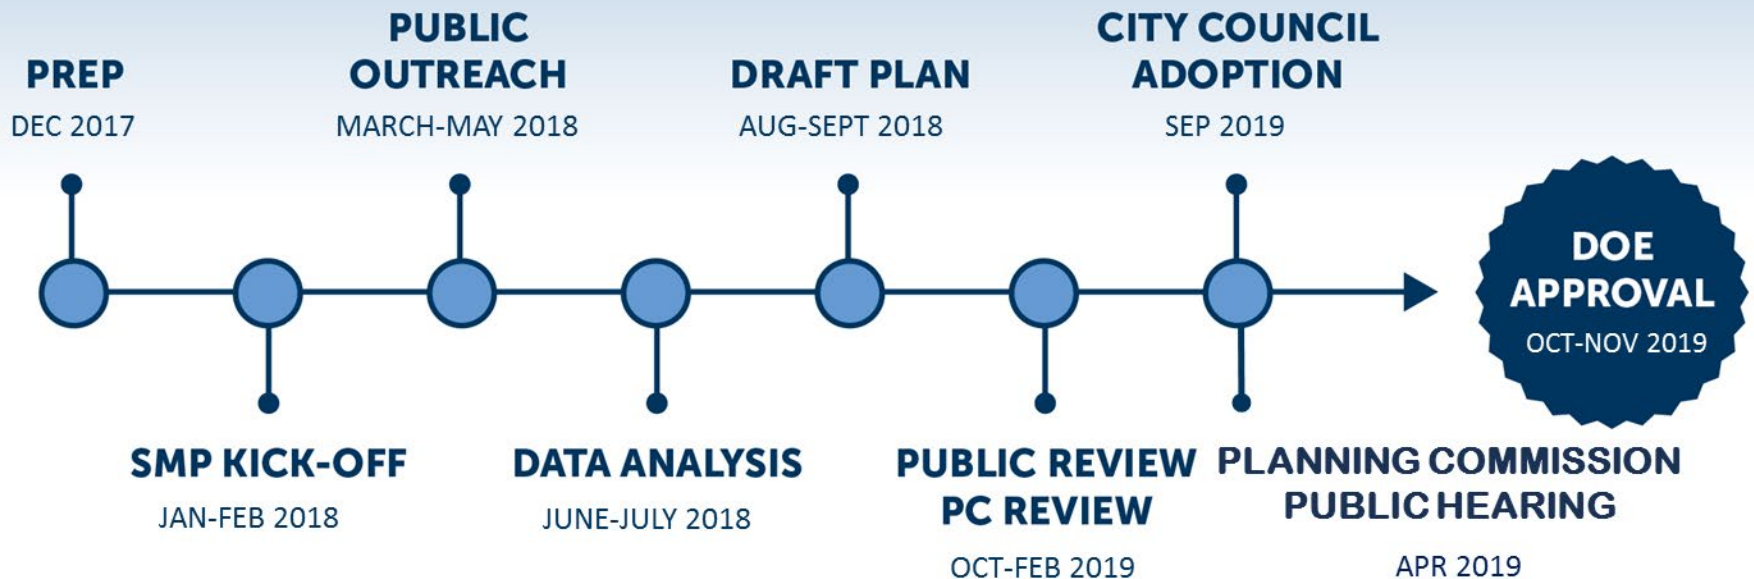 PREP
DEC 2017
PUBLIC
OUTREACH
MARCH-MAY 2018
DRAFT PLAN
AUG-SEPT 2018
CITY COUNCIL
ADOPTION
SEP 2019
DOE
APPROVAL
OCT-NOV 2019
SMP KICK-OFF
JAN-FEB 2018
DATA ANALYSIS
JUNE-JULY 2018
PUBLIC REVIEW
PC REVIEW
OCT-FEB 2019
PLANNING COMMISSION
PUBLIC HEARING
APR 2019